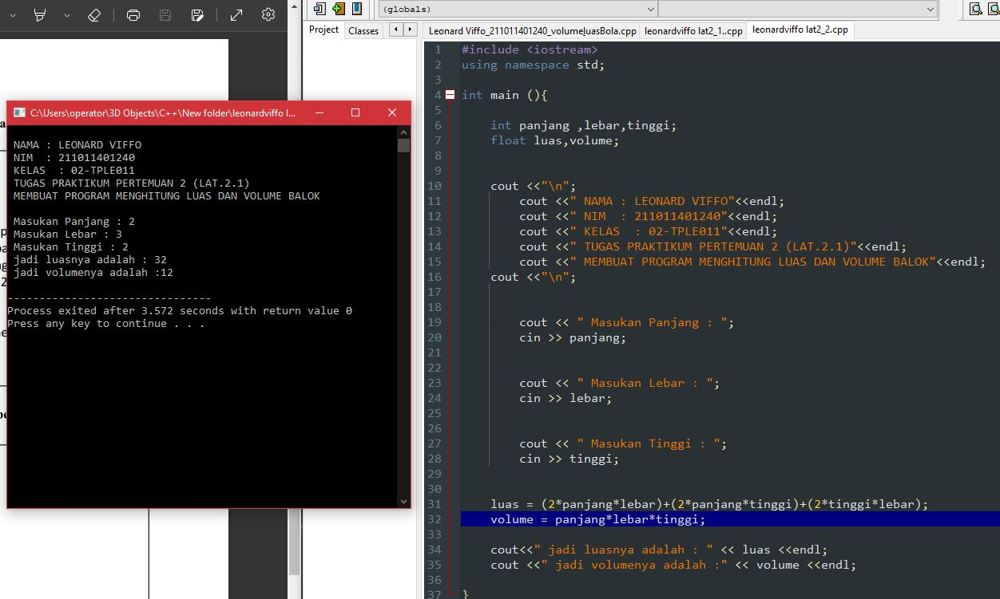 (globals)
Project
Classes
Leonard Viffo_211011401240_volumeluasBola.cpp
leonardviffo lat2_1..cpp
leonardviffo lat2_2.cpp
C:\Users\operator\3D Objects\C++\New folder\leonardviffo l...
NAMA : LEONARD VIFFO
NIM  : 211011401240
KELAS  : 02-TPLE011
TUGAS PRAKTIKUM PERTEMUAN 2 (LAT.2.1)
MEMBUAT PROGRAM MENGHITUNG LUAS DAN VOLUME BALOK
Masukan Panjang : 2
Masukan Lebar : 3
Masukan Tinggi : 2
jadi luasnya adalah : 32
jadi volumenya adalah :12
--------------------------------
Process exited after 3.572 seconds with return value 0
Press any key to continue . . .
1 #include <iostream>
2 using namespace std;
3
4 int main (){
5
6 int panjang ,lebar,tinggi;
7 float luas,volume;
8
9
10 cout <<"\n";
11 cout <<" NAMA : LEONARD VIFFO"<<endl;
12 cout <<" NIM  : 211011401240"<<endl;
13 cout <<" KELAS  : 02-TPLE011"<<endl;
14 cout <<" TUGAS PRAKTIKUM PERTEMUAN 2 (LAT.2.1)"<<endl;
15 cout <<" MEMBUAT PROGRAM MENGHITUNG LUAS DAN VOLUME BALOK"<<endl;
16 cout <<"\n";
17
18
19 cout << " Masukan Panjang : ";
20 cin >> panjang;
21
22
23 cout << " Masukan Lebar : ";
24 cin >> lebar;
25
26
27 cout << " Masukan Tinggi : ";
28 cin >> tinggi;
29
30
31 luas = (2*panjang*lebar)+(2*panjang*tinggi)+(2*tinggi*lebar);
32 volume = panjang*lebar*tinggi;
33
34 cout<<" jadi luasnya adalah : " << luas <<endl;
35 cout <<" jadi volumenya adalah :" << volume <<endl;
36
37 }